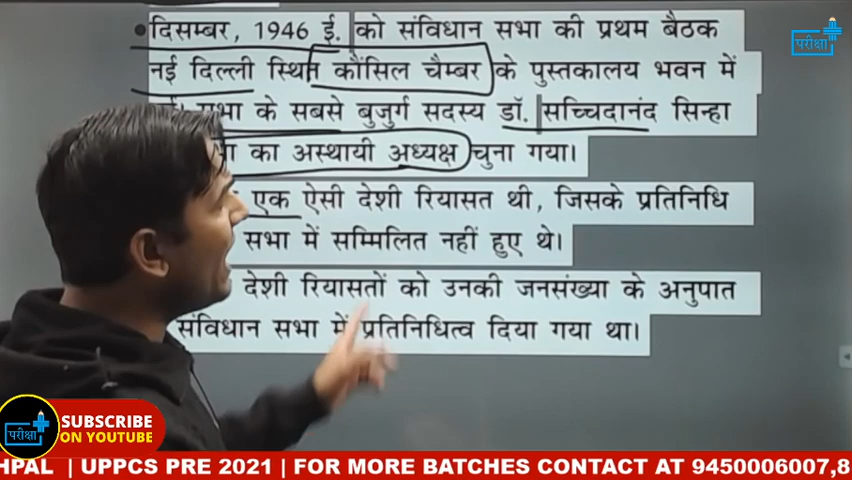 दिसम्बर, 1946 ई. को संविधान सभा की प्रथम बैठक
नई दिल्ली स्थित कौंसिल चैम्बर के पुस्तकालय भवन में
सभा के सबसे बुजुर्ग सदस्य डॉ. सच्चिदानंद सिन्हा
का अस्थायी अध्यक्ष चुना गया।
एक ऐसी देशी रियासत थी, जिसके प्रतिनिधि
सभा में सम्मिलित नहीं हुए थे।
देशी रियासतों को उनकी जनसंख्या के अनुपात
संविधान सभा में प्रतिनिधित्व दिया गया था।
परीक्षा
परीक्षा
SUBSCRIBE
ON YOUTUBE
HPAL | UPPCS PRE 2021 | FOR MORE BATCHES CONTACT AT 9450006007,8